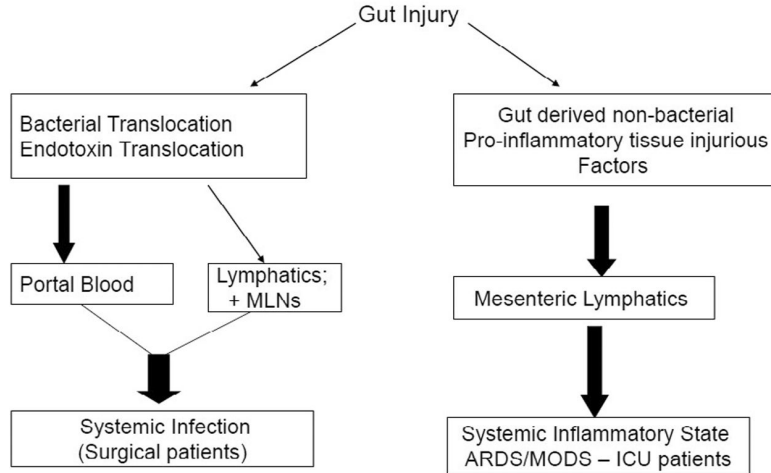 Gut Injury
Bacterial Translocation
Endotoxin Translocation
Gut derived non-bacterial
Pro-inflammatory tissue injurious
Factors
Portal Blood
Lymphatics;
+ MLNs
Mesenteric Lymphatics
Systemic Infection
(Surgical patients)
Systemic Inflammatory State
ARDS/MODS – ICU patients